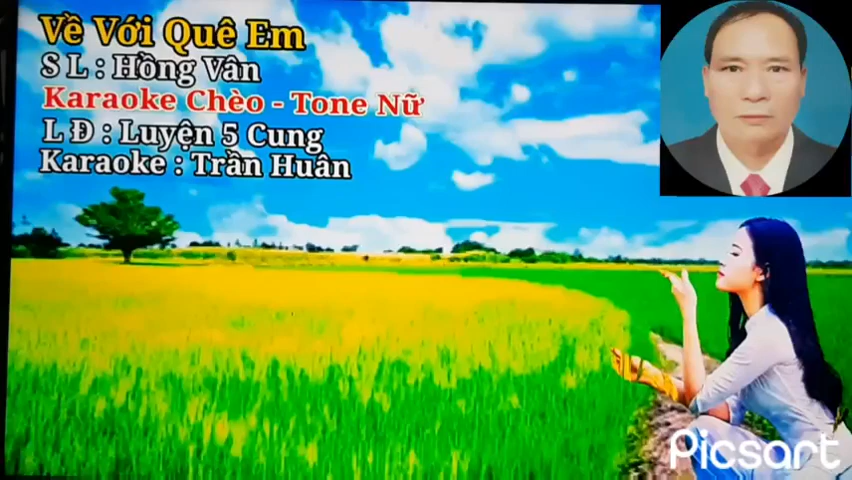 Về Với Quê Em
S L : Hồng Vân
Karaoke Chèo - Tone Nữ
L Đ : Luyện 5 Cung
Karaoke : Trần Huân
Picsart